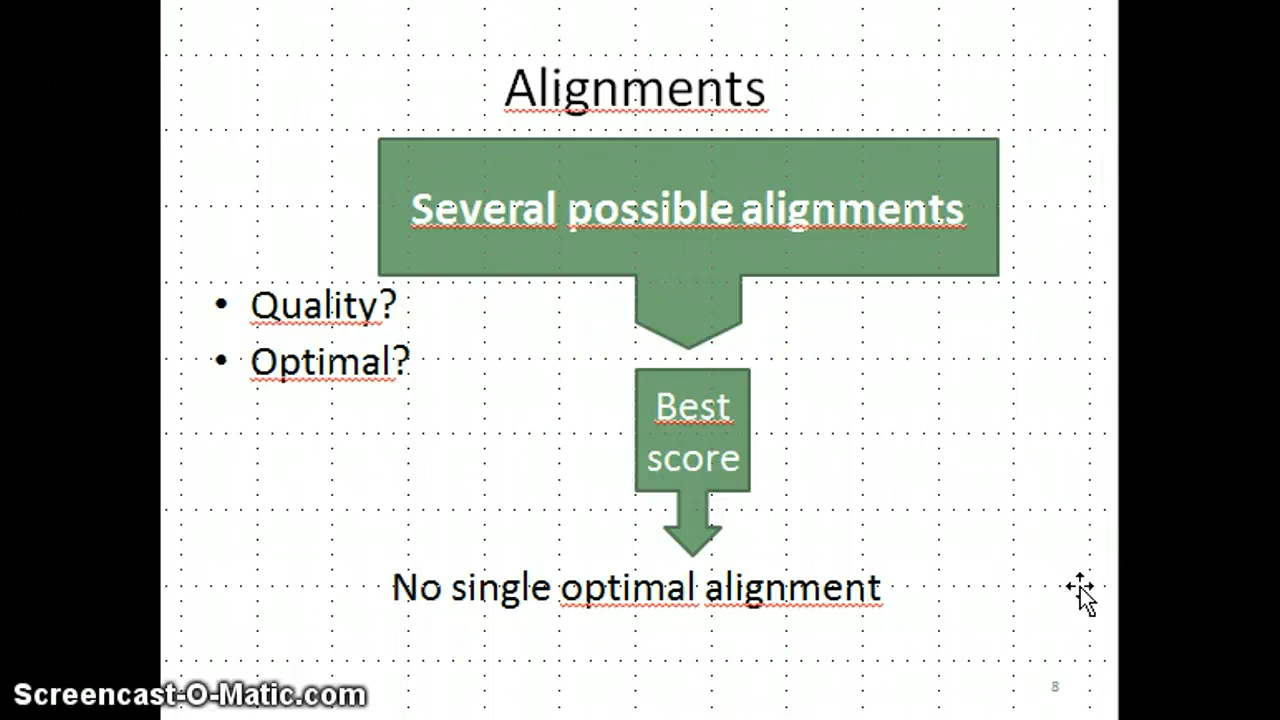 Alignments
Several possible alignments
• Quality?
• Optimal?
Best
score
No single optimal alignment
Screencast-O-Matic.com
8